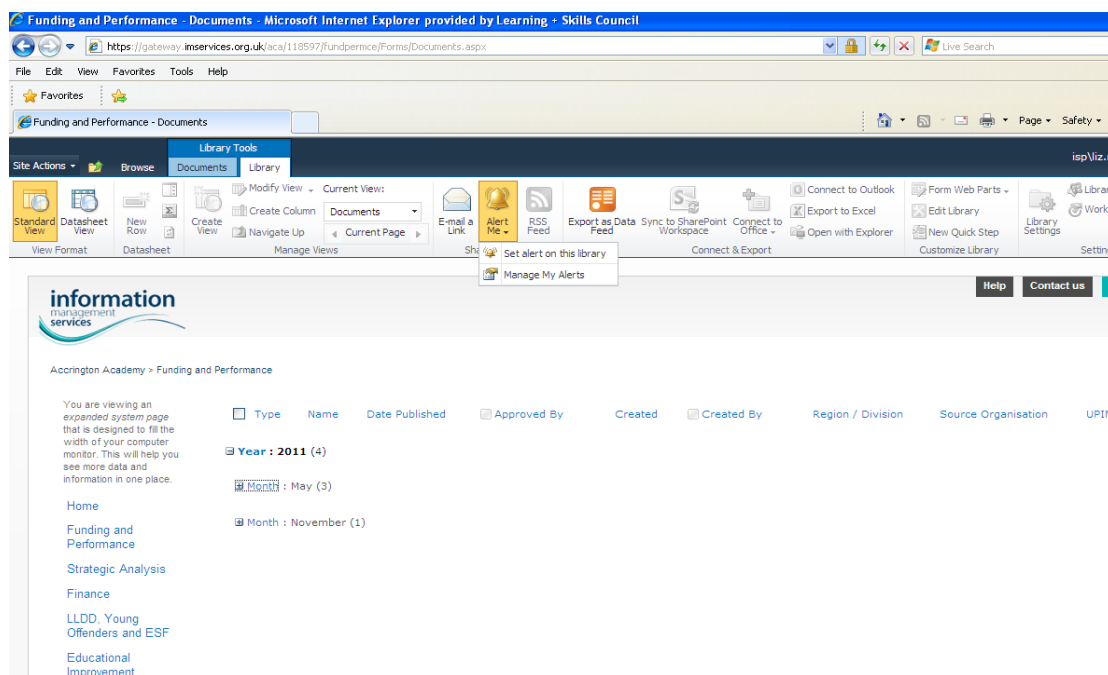 Funding and Performance - Documents - Microsoft Internet Explorer provided by Learning + Skills Council
https://gateway.imservices.org.uk/aca/118597/fundpermce/Forms/Documents.aspx
Live Search
File Edit View Favorites Tools Help
Favorites
Funding and Performance - Documents
Page Safety
Library Tools
Site Actions Browse Documents Library
isp\liz.
Standard View
Datasheet View
View Format
New Row
Datasheet
Create View
Modify View
Create Column
Navigate Up
Current View:
Documents
Current Page
Manage Views
E-mail a Link
Alert Me
RSS Feed
Sh
Set alert on this library
Manage My Alerts
Export as Data Feed
Sync to SharePoint Workspace
Connect to Office
Connect to Outlook
Export to Excel
Open with Explorer
Connect & Export
Form Web Parts
Edit Library
New Quick Step
Customize Library
Library Settings
Librar
Work
Settin
information
management
services
Help
Contact us
Accrington Academy > Funding and Performance
You are viewing an
expanded system page
that is designed to fill the
width of your computer
monitor. This will help you
see more data and
information in one place.
Type Name Date Published Approved By Created Created By Region / Division Source Organisation UPIN
Year : 2011 (4)
Month : May (3)
Month : November (1)
Home
Funding and
Performance
Strategic Analysis
Finance
LLDD, Young
Offenders and ESF
Educational
Improvement